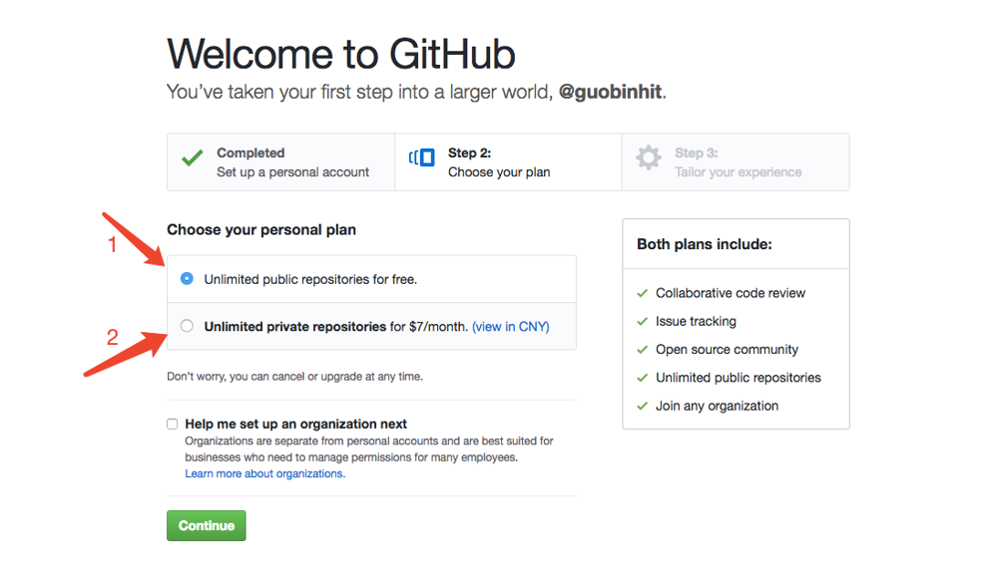 Welcome to GitHub
You've taken your first step into a larger world, @guobinhit.
Completed
Set up a personal account
Step 2:
Choose your plan
Step 3:
Tailor your experience
Choose your personal plan
1
Unlimited public repositories for free.
2
Unlimited private repositories for $7/month. (view in CNY)
Don't worry, you can cancel or upgrade at any time.
Help me set up an organization next
Organizations are separate from personal accounts and are best suited for
businesses who need to manage permissions for many employees.
Learn more about organizations.
Continue
Both plans include:
Collaborative code review
Issue tracking
Open source community
Unlimited public repositories
Join any organization